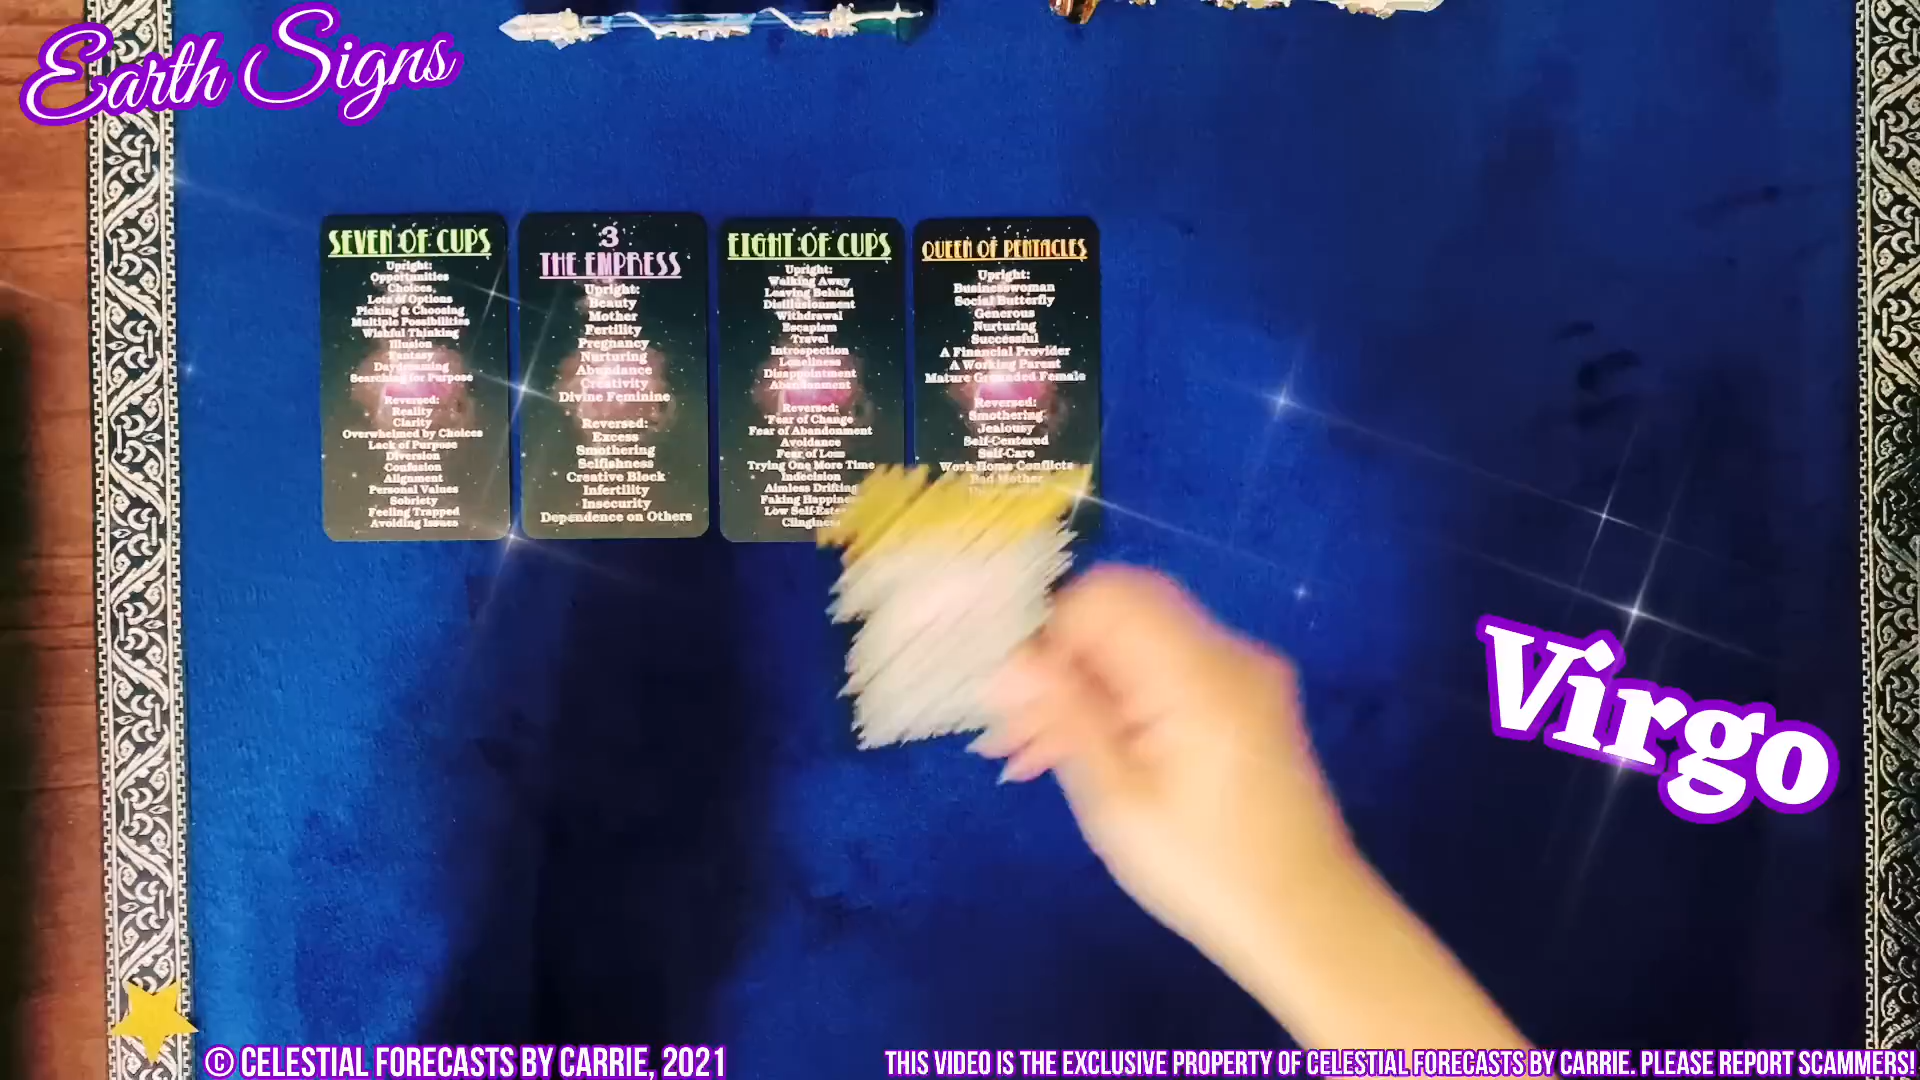 Earth Signs
SEVEN OF CUPS
Upright:
Opportunities
Choices
Lots of Options
Picking & Choosing
Multiple Possibilities
Wishful Thinking
Illusion
Fantasy
Daydreaming
Searching for Purpose
Reversed:
Reality
Clarity
Overwhelmed by Choices
Lack of Purpose
Diversion
Confusion
Alignment
Personal Values
Sobriety
Feeling Trapped
Avoiding Issues
3
THE EMPRESS
Upright:
Beauty
Mother
Fertility
Pregnancy
Nurturing
Abundance
Creativity
Divine Feminine
Reversed:
Excess
Smothering
Selfishness
Creative Block
Infertility
Insecurity
Dependence on Others
EIGHT OF CUPS
Upright:
Walking Away
Leaving Behind
Disillusionment
Withdrawal
Escapism
Travel
Introspection
Loneliness
Disappointment
Abandonment
Reversed:
Fear of Change
Fear of Abandonment
Avoidance
Fear of Loss
Trying One More Time
Indecision
Aimless Drifting
Faking
Low
QUEEN OF PENTACLES
Upright:
Businesswoman
Social Butterfly
Generous
Nurturing
Successful
A Financial Provider
A Working Parent
Mature Grounded Female
Reversed:
Smothering
Jealousy
Self-Centered
Self-Care
Work-Home Conflicts
Bad Mother
Virgo
© CELESTIAL FORECASTS BY CARRIE, 2021
THIS VIDEO IS THE EXCLUSIVE PROPERTY OF CELESTIAL FORECASTS BY CARRIE. PLEASE REPORT SCAMMERS!